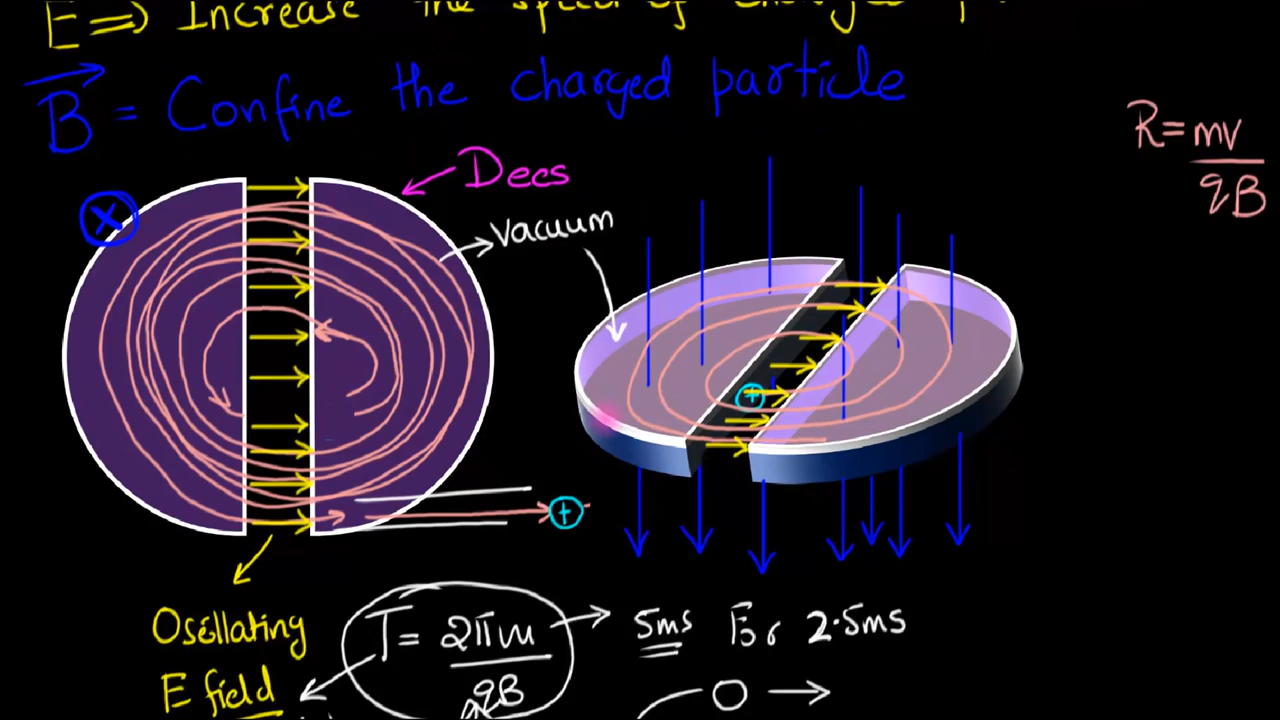 E => Increase the speed of charged
B = Confine the charged particle
R = mv
qB
X
Dees
Vacuum
+
+
Oscillating
E field
T = 2πm
qB
5ms For 2.5ms